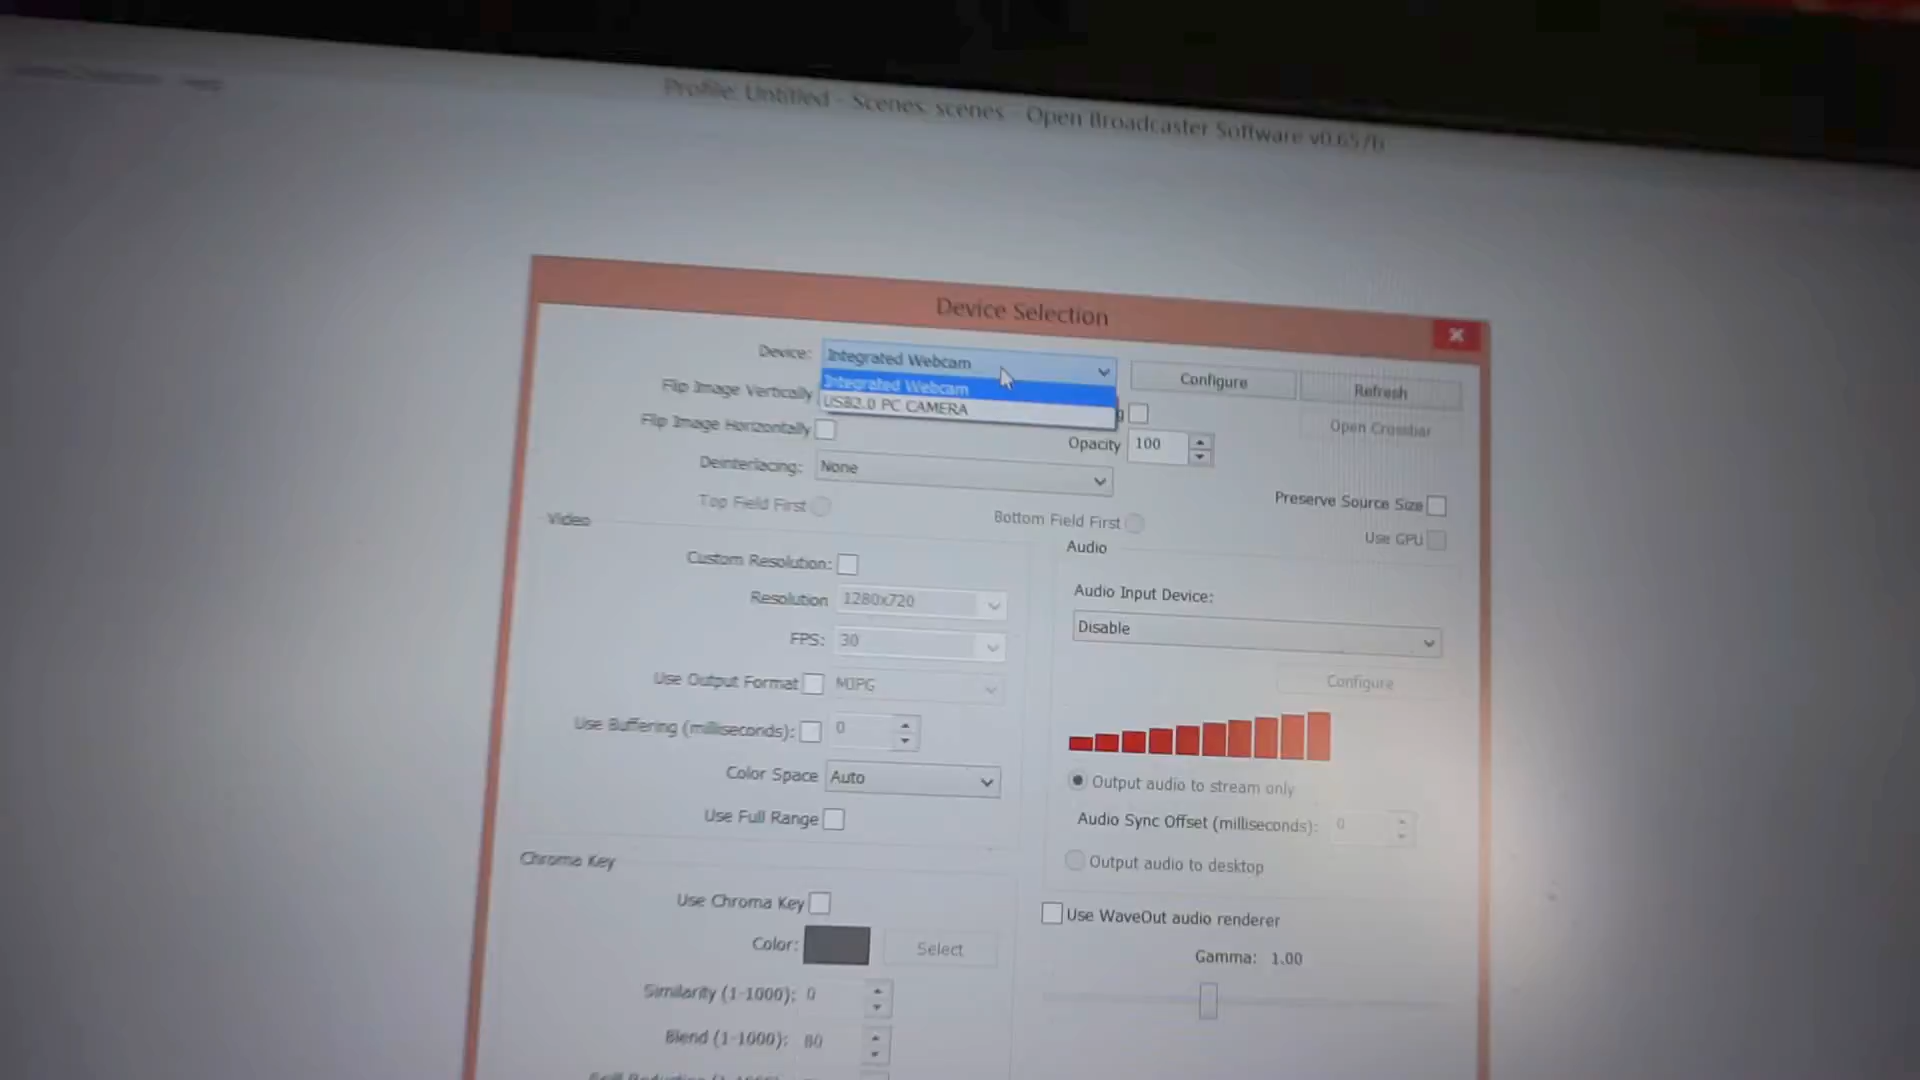 Profile: Untitled - Scenes: scenes - Open Broadcaster Software v0.657b
Device Selection
Device:
Integrated Webcam
Integrated Webcam
USB2.0 PC CAMERA
Configure
Refresh
Flip Image Vertically
Flip Image Horizontally
Opacity 100
Open Crossbar
Deinterlacing: None
Top Field First
Bottom Field First
Preserve Source Size
Use GPU
Video
Custom Resolution:
Resolution 1280x720
FPS: 30
Use Output Format MJPG
Use Buffering (milliseconds): 0
Color Space Auto
Use Full Range
Audio
Audio Input Device:
Disable
Configure
Output audio to stream only
Audio Sync Offset (milliseconds): 0
Output audio to desktop
Use WaveOut audio renderer
Gamma: 1.00
Chroma Key
Use Chroma Key
Color: Select
Similarity (1-1000): 0
Blend (1-1000): 80